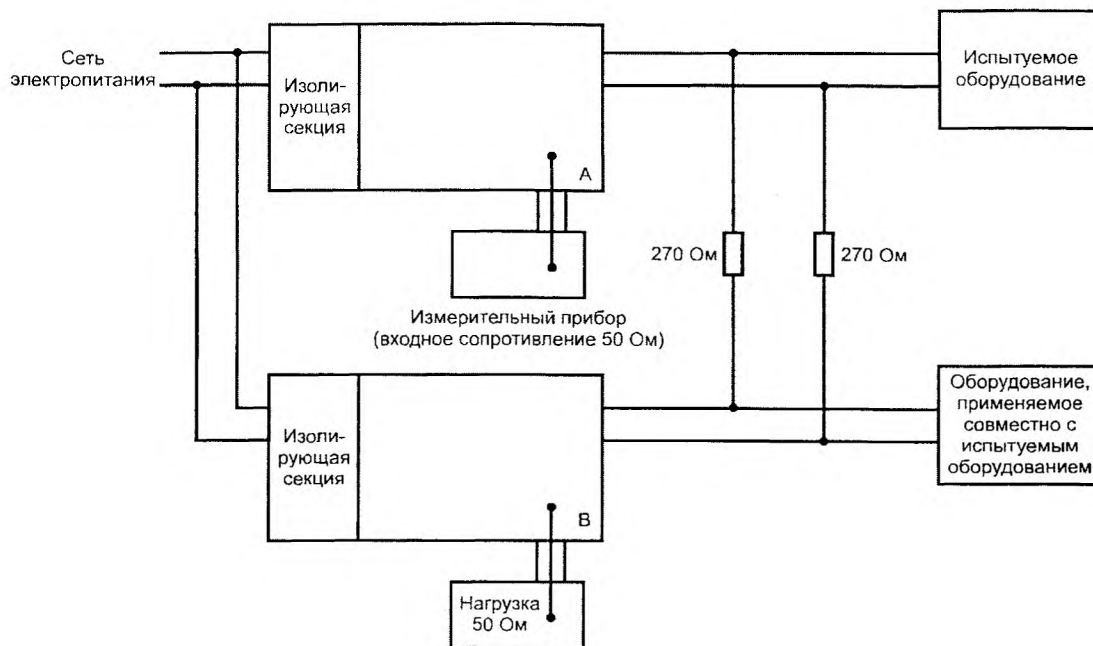 Сеть
электропитания
Изоли-
рующая
секция
А
Испытуемое
оборудование
270 Ом
270 Ом
Измерительный прибор
(входное сопротивление 50 Ом)
Изоли-
рующая
секция
В
Оборудование,
применяемое
совместно с
испытуемым
оборудованием
Нагрузка
50 Ом